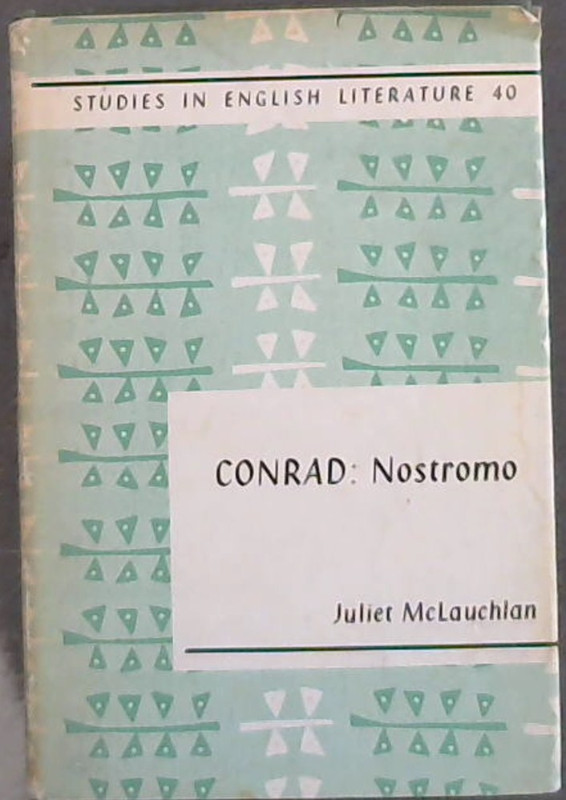 STUDIES IN ENGLISH LITERATURE 40
CONRAD: Nostromo
Juliet McLauchlan